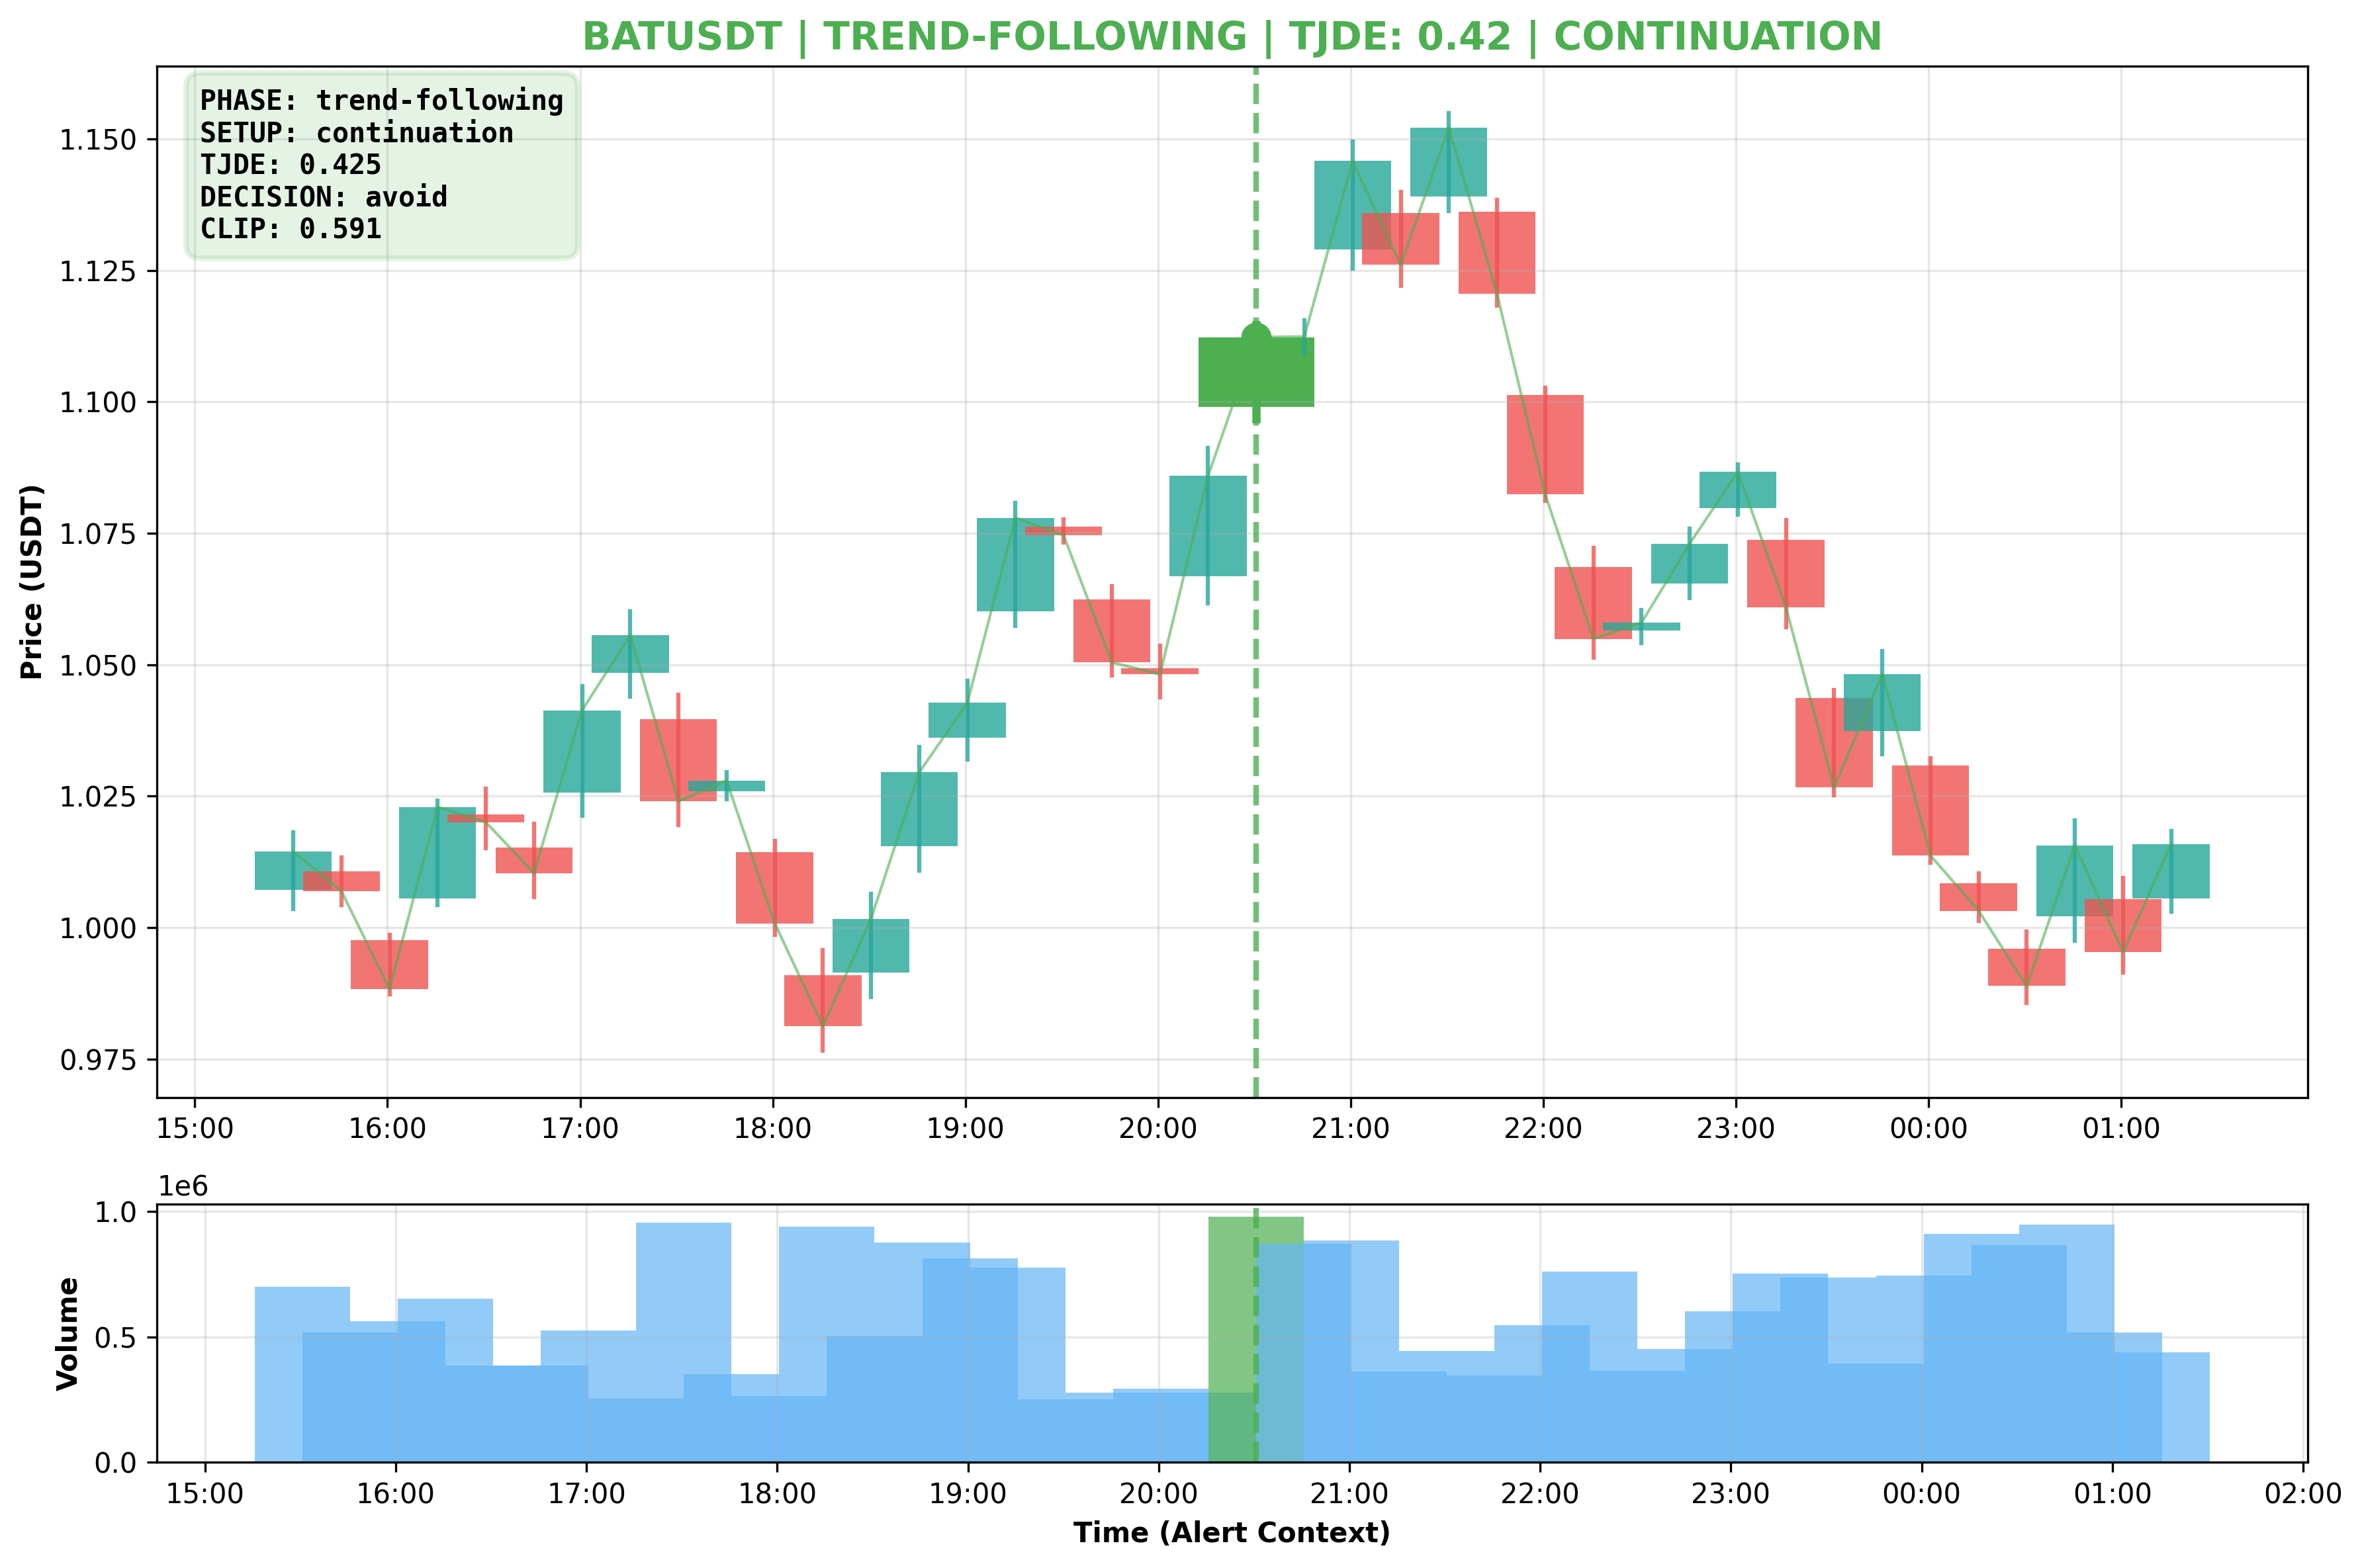 BATUSDT | TREND-FOLLOWING | TJDE: 0.42 | CONTINUATION
PHASE: trend-following
SETUP: continuation
TJDE: 0.425
DECISION: avoid
CLIP: 0.591
Price (USDT)
1.150
1.125
1.100
1.075
1.050
1.025
1.000
0.975
15:00 16:00 17:00 18:00 19:00 20:00 21:00 22:00 23:00 00:00 01:00
1e6
Volume
1.0
0.5
0.0
15:00 16:00 17:00 18:00 19:00 20:00 21:00 22:00 23:00 00:00 01:00 02:00
Time (Alert Context)